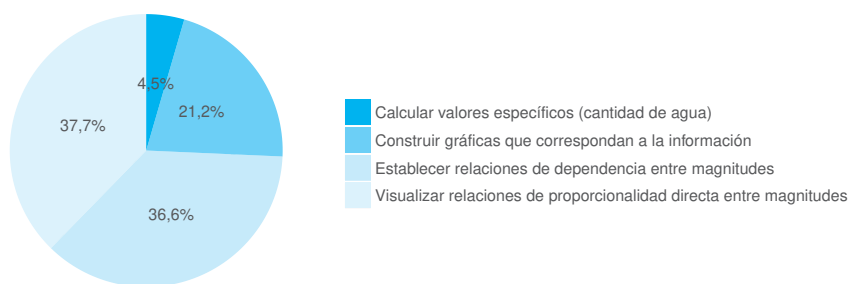 4,5%
21,2%
37,7%
36,6%
Calcular valores específicos (cantidad de agua)
Construir gráficas que correspondan a la información
Establecer relaciones de dependencia entre magnitudes
Visualizar relaciones de proporcionalidad directa entre magnitudes